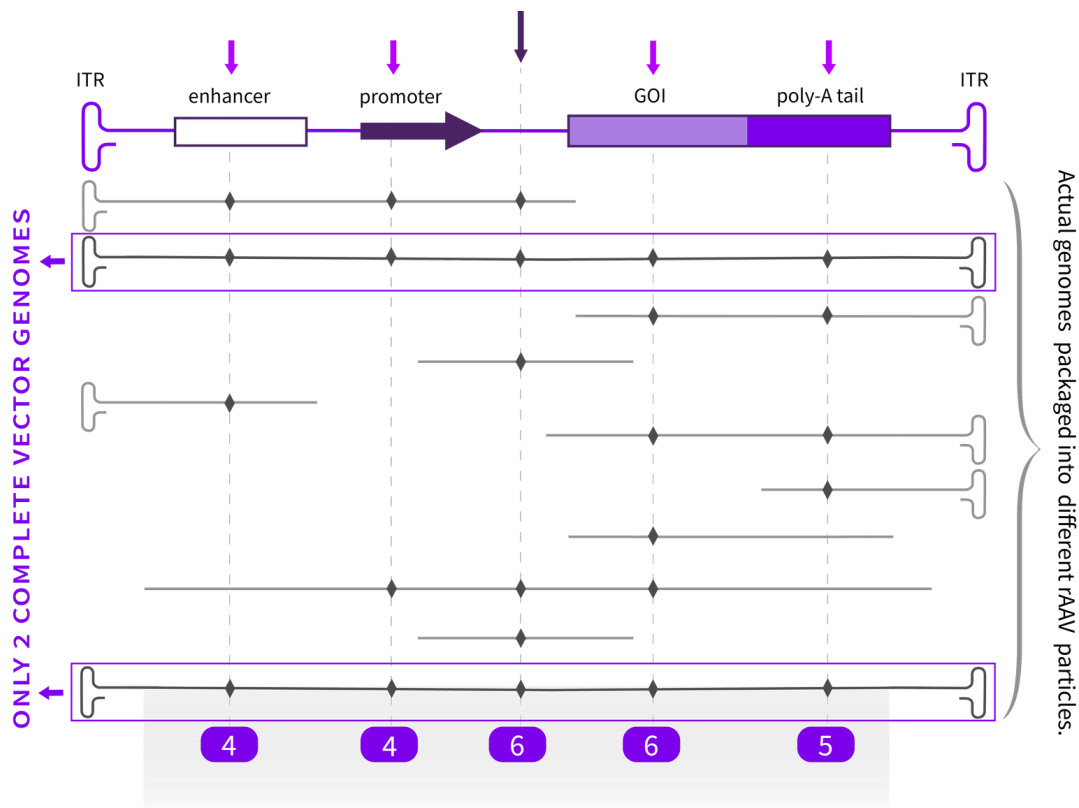 ITR
enhancer
promoter
GOI
poly-A tail
ITR
ONLY 2 COMPLETE VECTOR GENOMES
Actual genomes packaged into different rAAV particles.
4
4
6
6
5